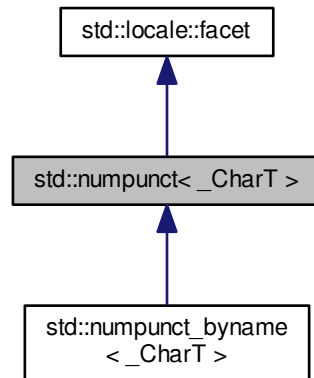 std::locale::facet
std::numpunct< _CharT >
std::numpunct_byname
< _CharT >